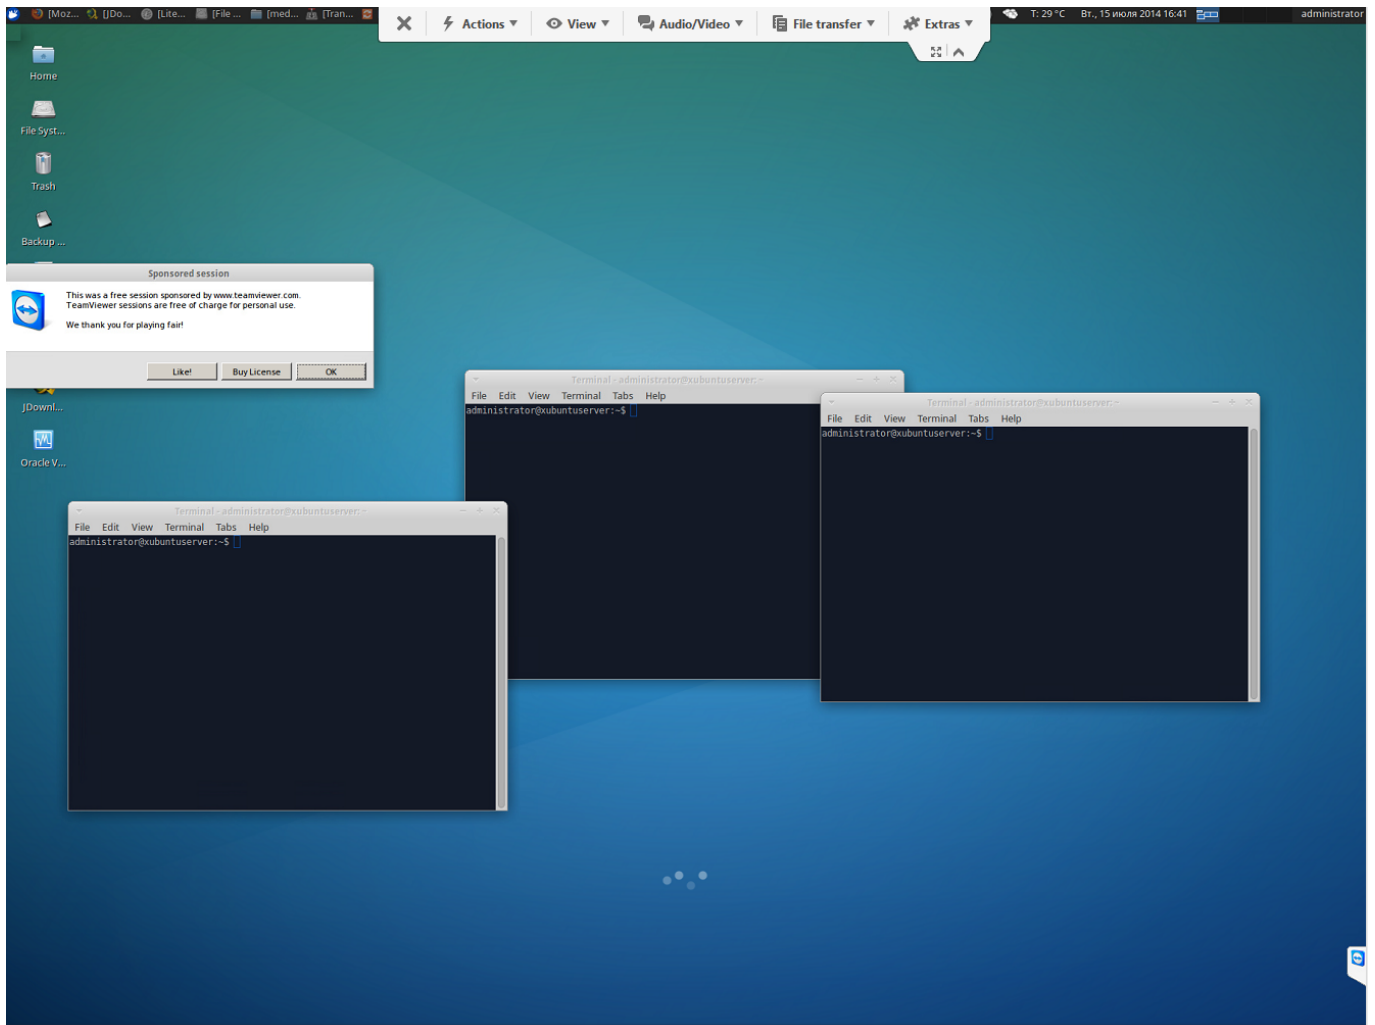 [Moz... [JDo... [Lite... [File ... [med... [Tran...
Actions View Audio/Video File transfer Extras
T: 29 °C Вт., 15 июля 2014 16:41 administrator
Home
File Syst...
Trash
Backup ...
Sponsored session
This was a free session sponsored by www.teamviewer.com.
TeamViewer sessions are free of charge for personal use.
We thank you for playing fair!
Like! Buy License OK
JDownl...
Oracle V...
Terminal - administrator@xubuntuserver: ~
File Edit View Terminal Tabs Help
administrator@xubuntuserver:~$
Terminal - administrator@xubuntuserver: ~
File Edit View Terminal Tabs Help
administrator@xubuntuserver:~$
Terminal - administrator@xubuntuserver: ~
File Edit View Terminal Tabs Help
administrator@xubuntuserver:~$